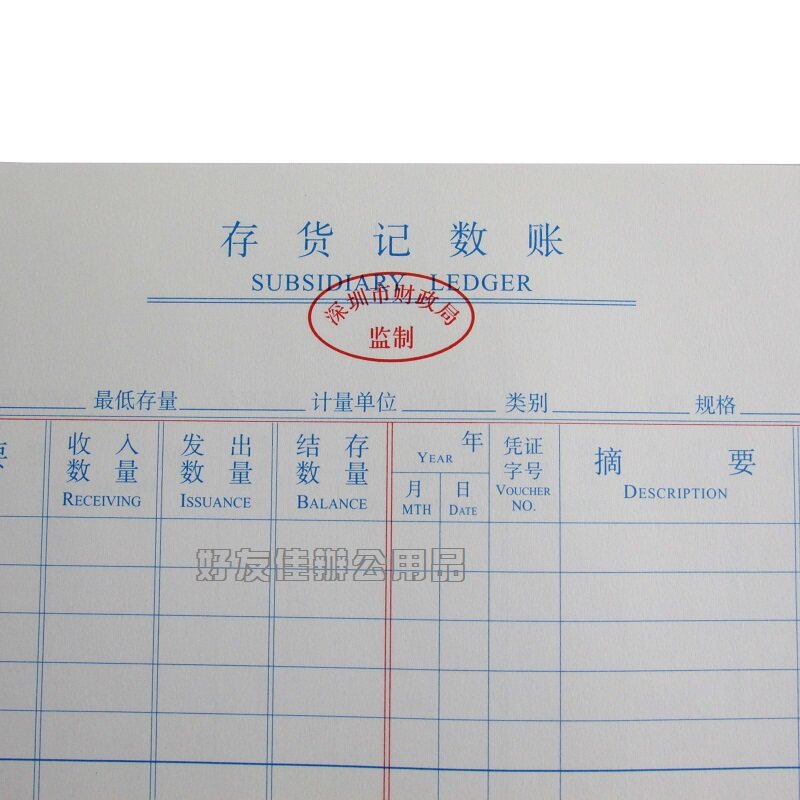 存货记数账
SUBSIDIARY LEDGER
深圳市财政局
监制
最低存量 计量单位 类别 规格
要
收入
数量
RECEIVING
发出
数量
ISSUANCE
结存
数量
BALANCE
年
YEAR
月
MTH
日
DATE
凭证
字号
VOUCHER
NO.
摘要
DESCRIPTION
好友佳辦公用品